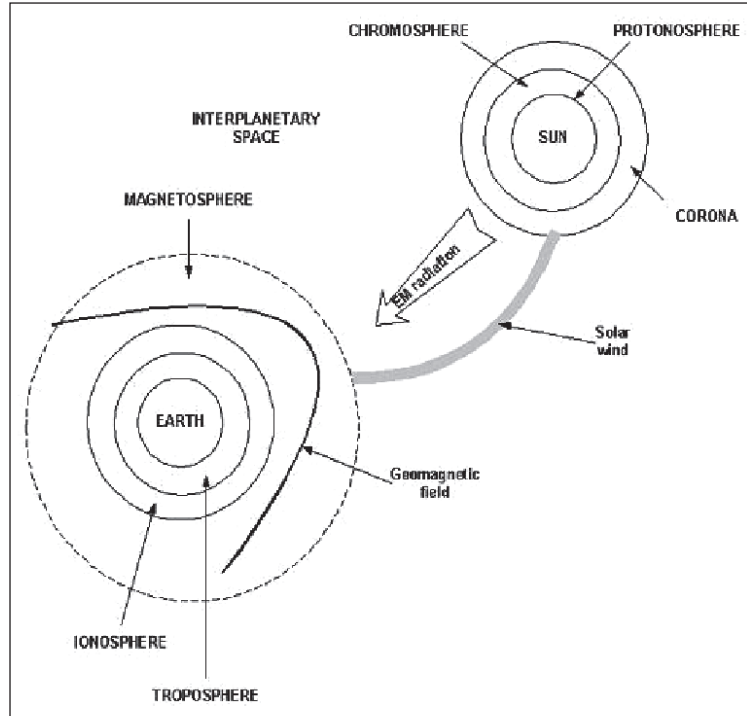 CHROMOSPHERE
PROTONOSPHERE
INTERPLANETARY
SPACE
SUN
MAGNETOSPHERE
CORONA
EM radiation
Solar
wind
EARTH
Geomagnetic
field
IONOSPHERE
TROPOSPHERE